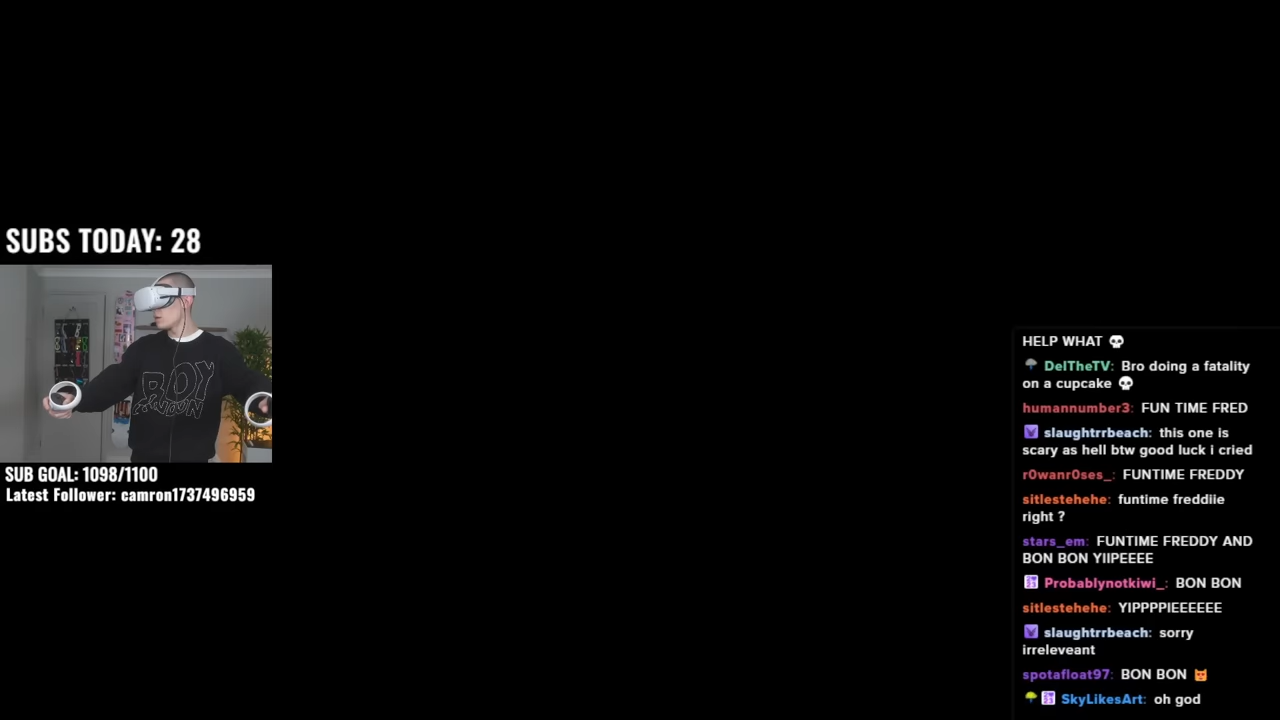 SUBS TODAY: 28
BOY
SUB GOAL: 1098/1100
Latest Follower: camron1737496959
HELP WHAT 💀
DelTheTV: Bro doing a fatality
on a cupcake 💀
humannumber3: FUN TIME FRED
slaughtrrbeach: this one is
scary as hell btw good luck i cried
r0wanr0ses_: FUNTIME FREDDY
sitlestehehe: funtime freddiie
right ?
stars_em: FUNTIME FREDDY AND
BON BON YIIPEEEE
Probablynotkiwi_: BON BON
sitlestehehe: YIPPPPIEEEEEE
slaughtrrbeach: sorry
irreleveant
spotafloat97: BON BON
SkyLikesArt: oh god